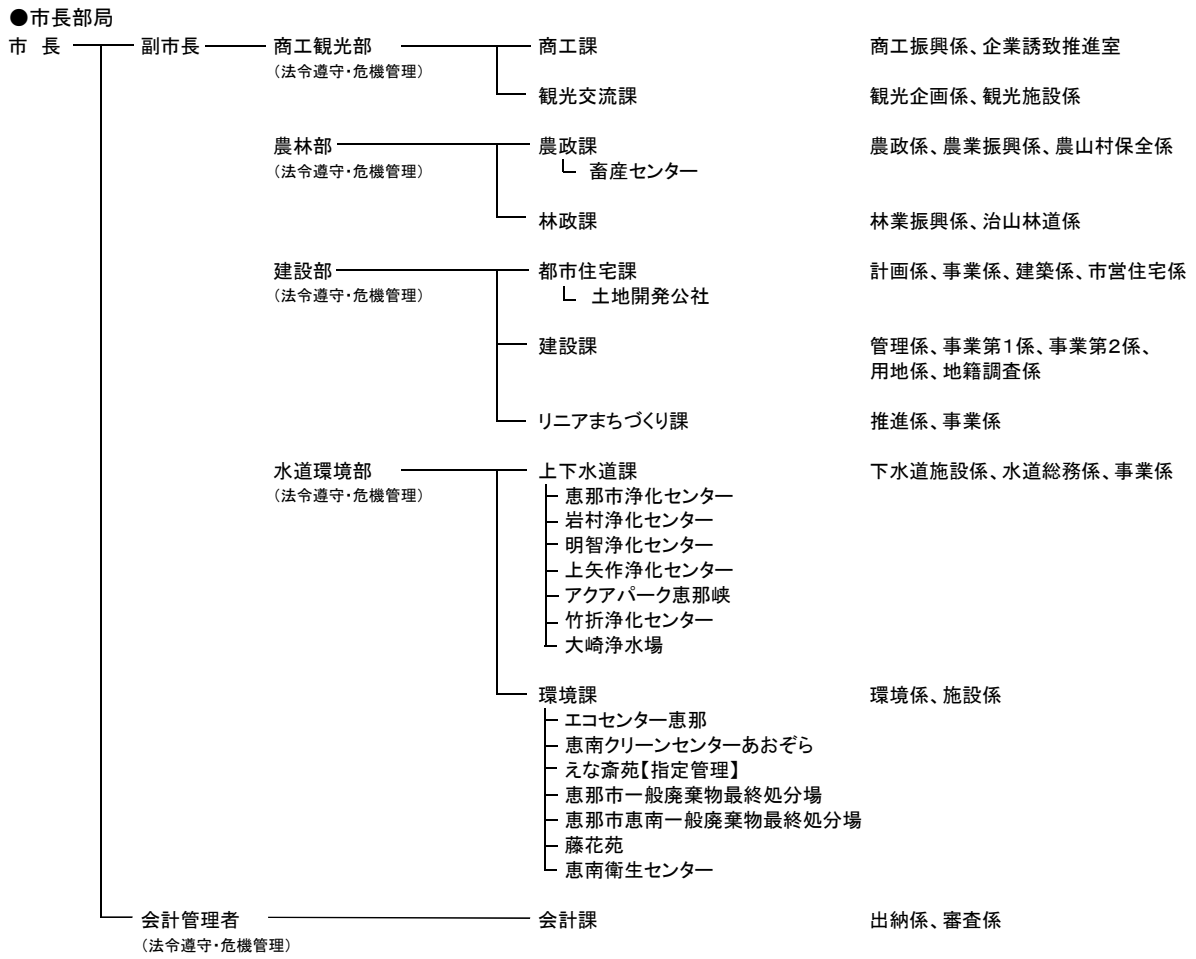 ●市長部局
市 長 副市長 商工観光部 商工課 商工振興係、企業誘致推進室
(法令遵守・危機管理)
観光交流課 観光企画係、観光施設係
農林部 農政課 農政係、農業振興係、農山村保全係
(法令遵守・危機管理) 畜産センター
林政課 林業振興係、治山林道係
建設部 都市住宅課 計画係、事業係、建築係、市営住宅係
(法令遵守・危機管理) 土地開発公社
建設課 管理係、事業第1係、事業第2係、
用地係、地籍調査係
リニアまちづくり課 推進係、事業係
水道環境部 上下水道課 下水道施設係、水道総務係、事業係
(法令遵守・危機管理) 恵那市浄化センター
岩村浄化センター
明智浄化センター
上矢作浄化センター
アクアパーク恵那峡
竹折浄化センター
大崎浄水場
環境課 環境係、施設係
エコセンター恵那
恵南クリーンセンターあおぞら
えな斎苑【指定管理】
恵那市一般廃棄物最終処分場
恵那市恵南一般廃棄物最終処分場
藤花苑
恵南衛生センター
会計管理者 会計課 出納係、審査係
(法令遵守・危機管理)